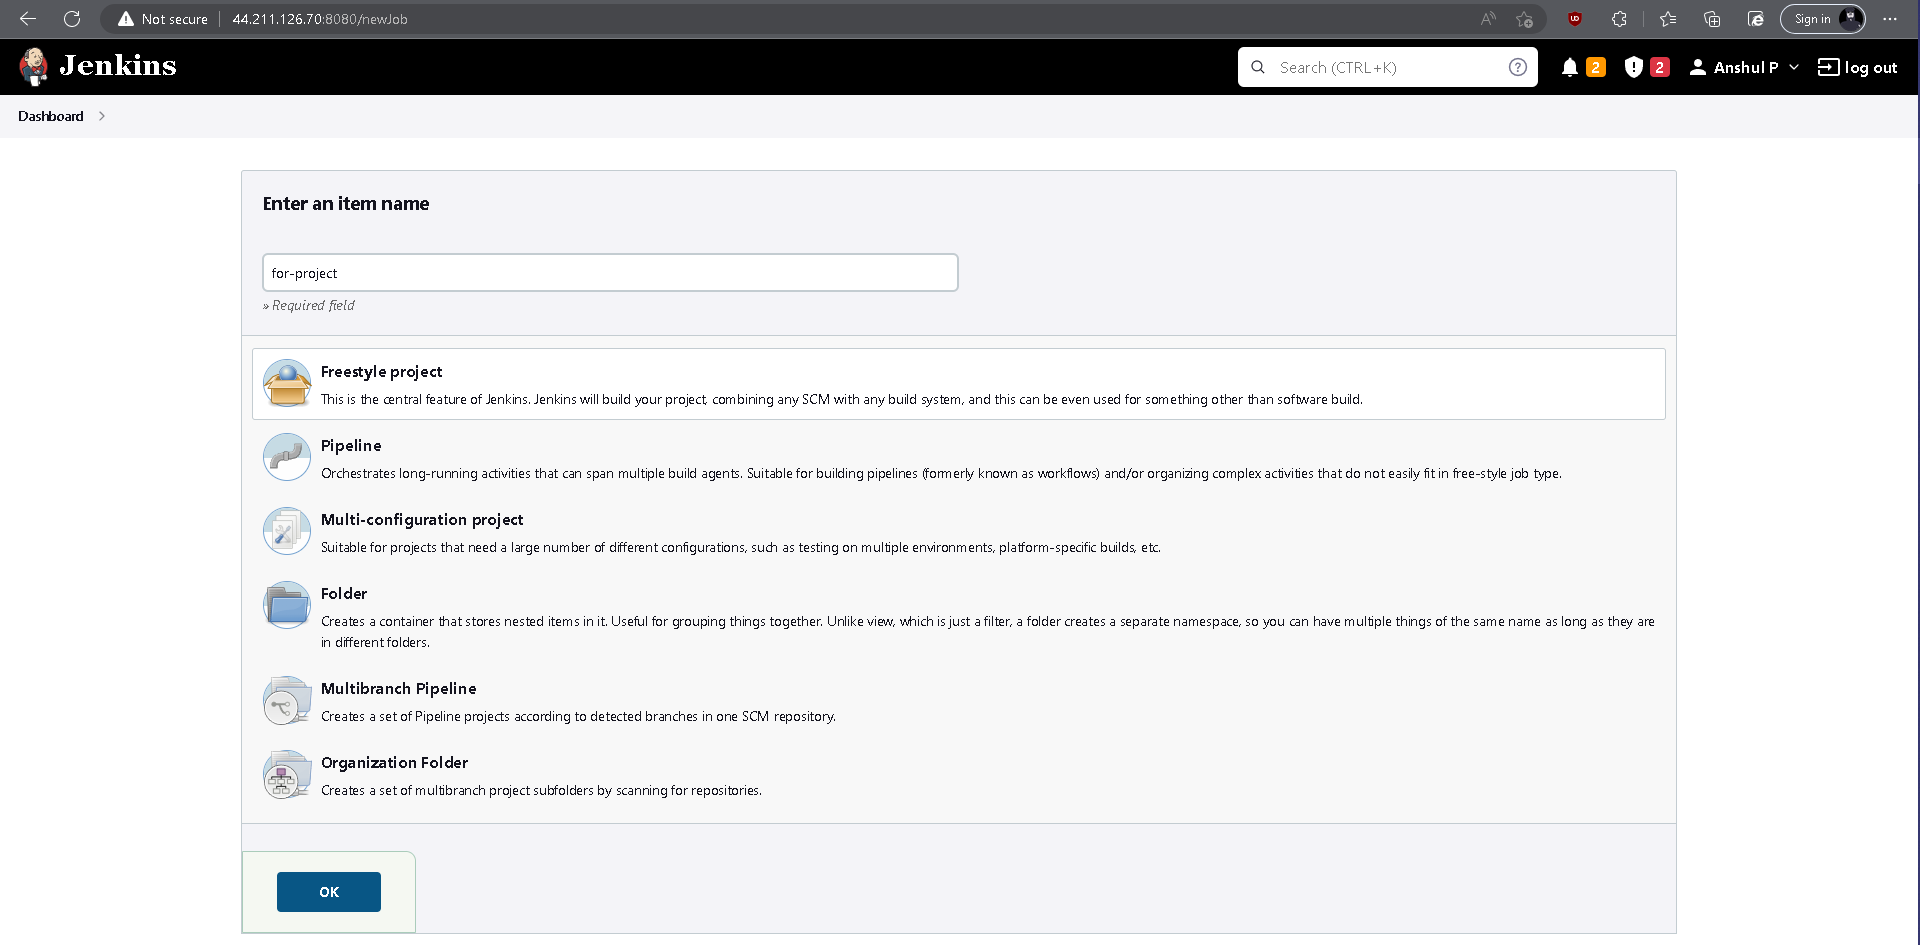 Not secure
44.211.126.70:8080/newJob
Sign in
Jenkins
Search (CTRL+K)
2
2
Anshul P
log out
Dashboard
Enter an item name
for-project
» Required field
Freestyle project
This is the central feature of Jenkins. Jenkins will build your project, combining any SCM with any build system, and this can be even used for something other than software build.
Pipeline
Orchestrates long-running activities that can span multiple build agents. Suitable for building pipelines (formerly known as workflows) and/or organizing complex activities that do not easily fit in free-style job type.
Multi-configuration project
Suitable for projects that need a large number of different configurations, such as testing on multiple environments, platform-specific builds, etc.
Folder
Creates a container that stores nested items in it. Useful for grouping things together. Unlike view, which is just a filter, a folder creates a separate namespace, so you can have multiple things of the same name as long as they are
in different folders.
Multibranch Pipeline
Creates a set of Pipeline projects according to detected branches in one SCM repository.
Organization Folder
Creates a set of multibranch project subfolders by scanning for repositories.
OK